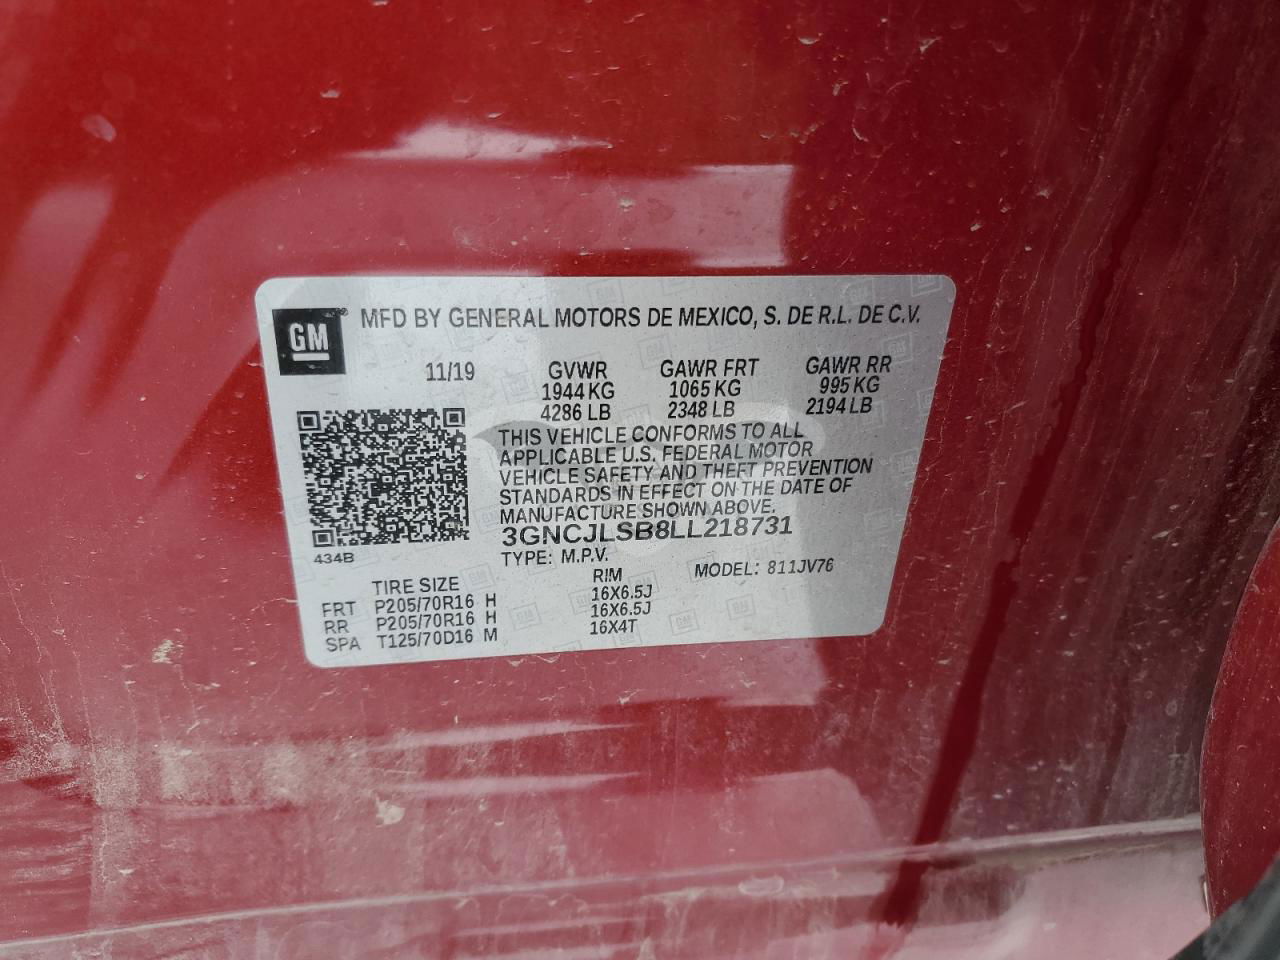 GM
MFD BY GENERAL MOTORS DE MEXICO, S. DE R.L. DE C.V.
11/19 GVWR GAWR FRT GAWR RR
1944 KG 1065 KG 995 KG
4286 LB 2348 LB 2194 LB
THIS VEHICLE CONFORMS TO ALL
APPLICABLE U.S. FEDERAL MOTOR
VEHICLE SAFETY AND THEFT PREVENTION
STANDARDS IN EFFECT ON THE DATE OF
MANUFACTURE SHOWN ABOVE.
3GNCJLSB8LL218731
434B
TYPE: M.P.V. MODEL: 811JV76
TIRE SIZE RIM
FRT P205/70R16 H 16X6.5J
RR P205/70R16 H 16X6.5J
SPA T125/70D16 M 16X4T